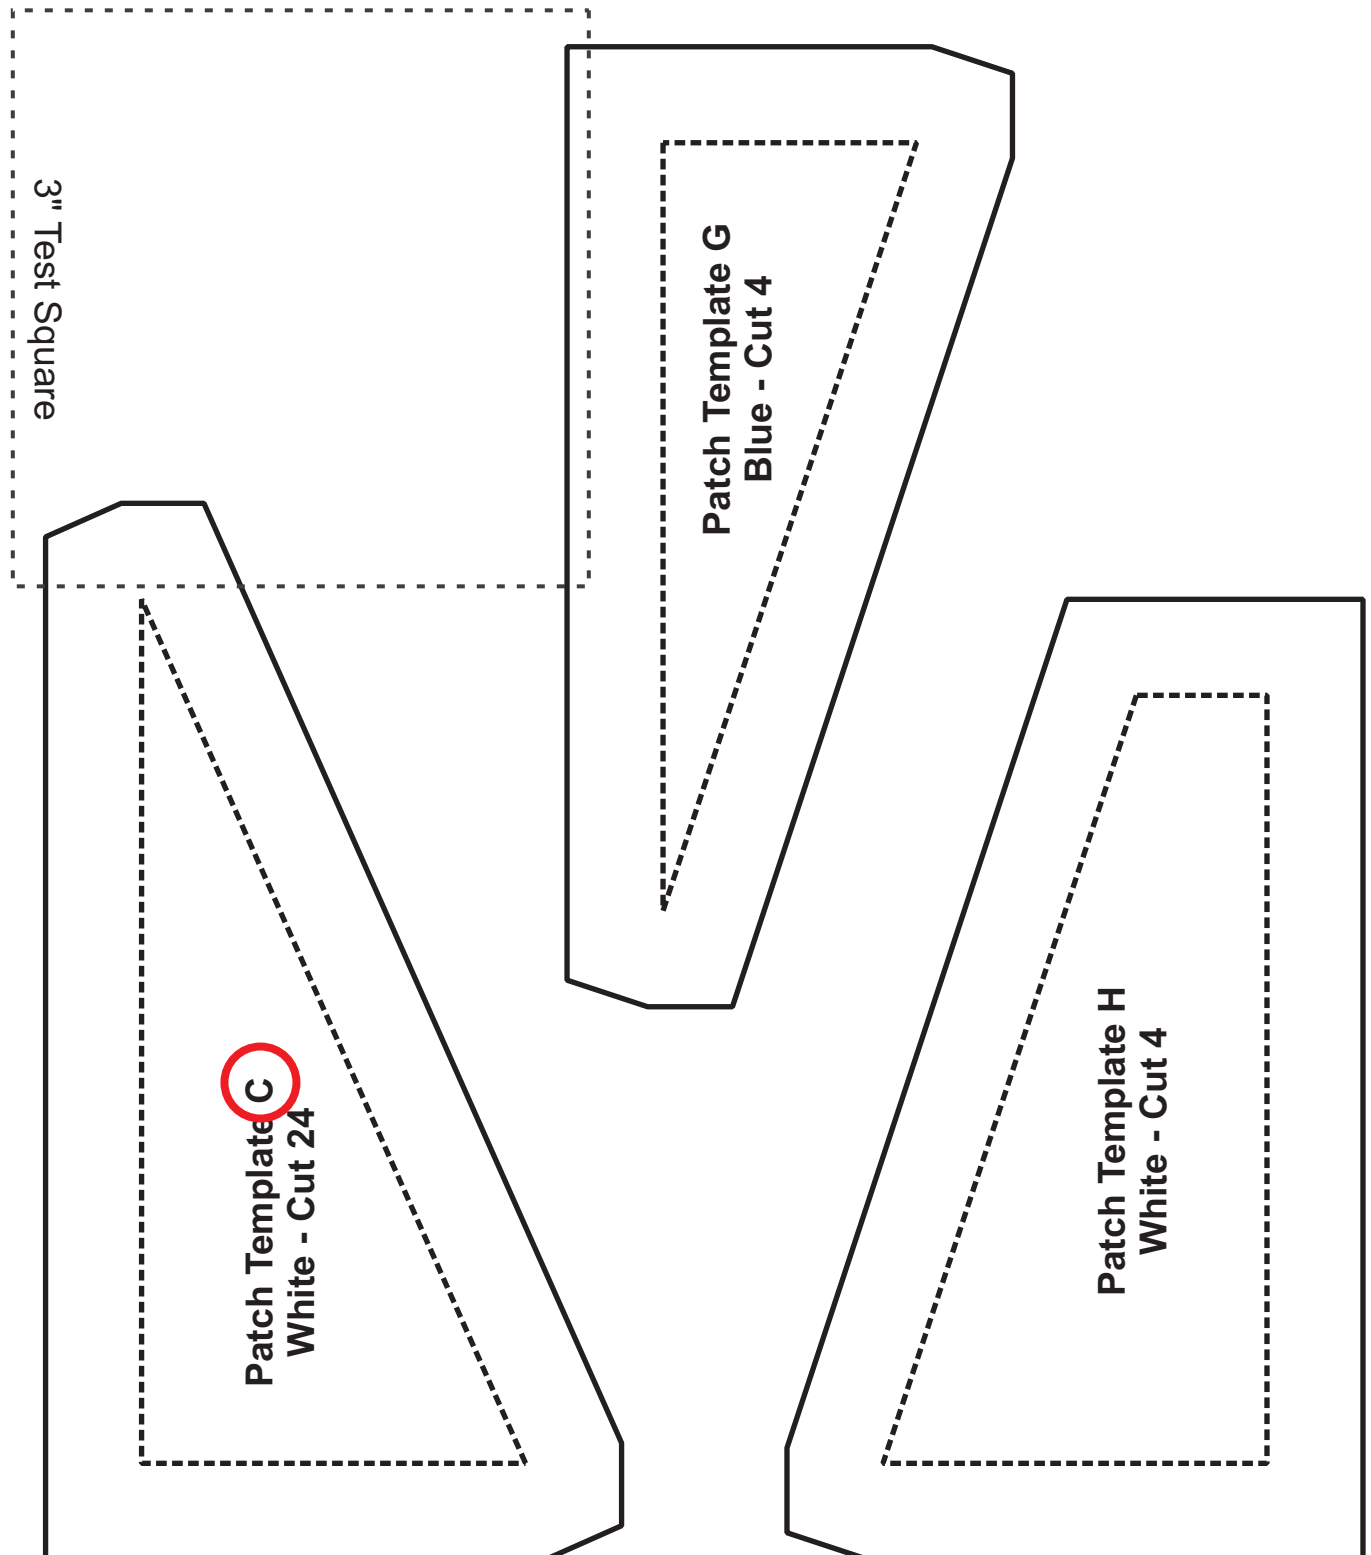 3" Test Square
Patch Template G
Blue - Cut 4
Patch Template C
White - Cut 24
Patch Template H
White - Cut 4